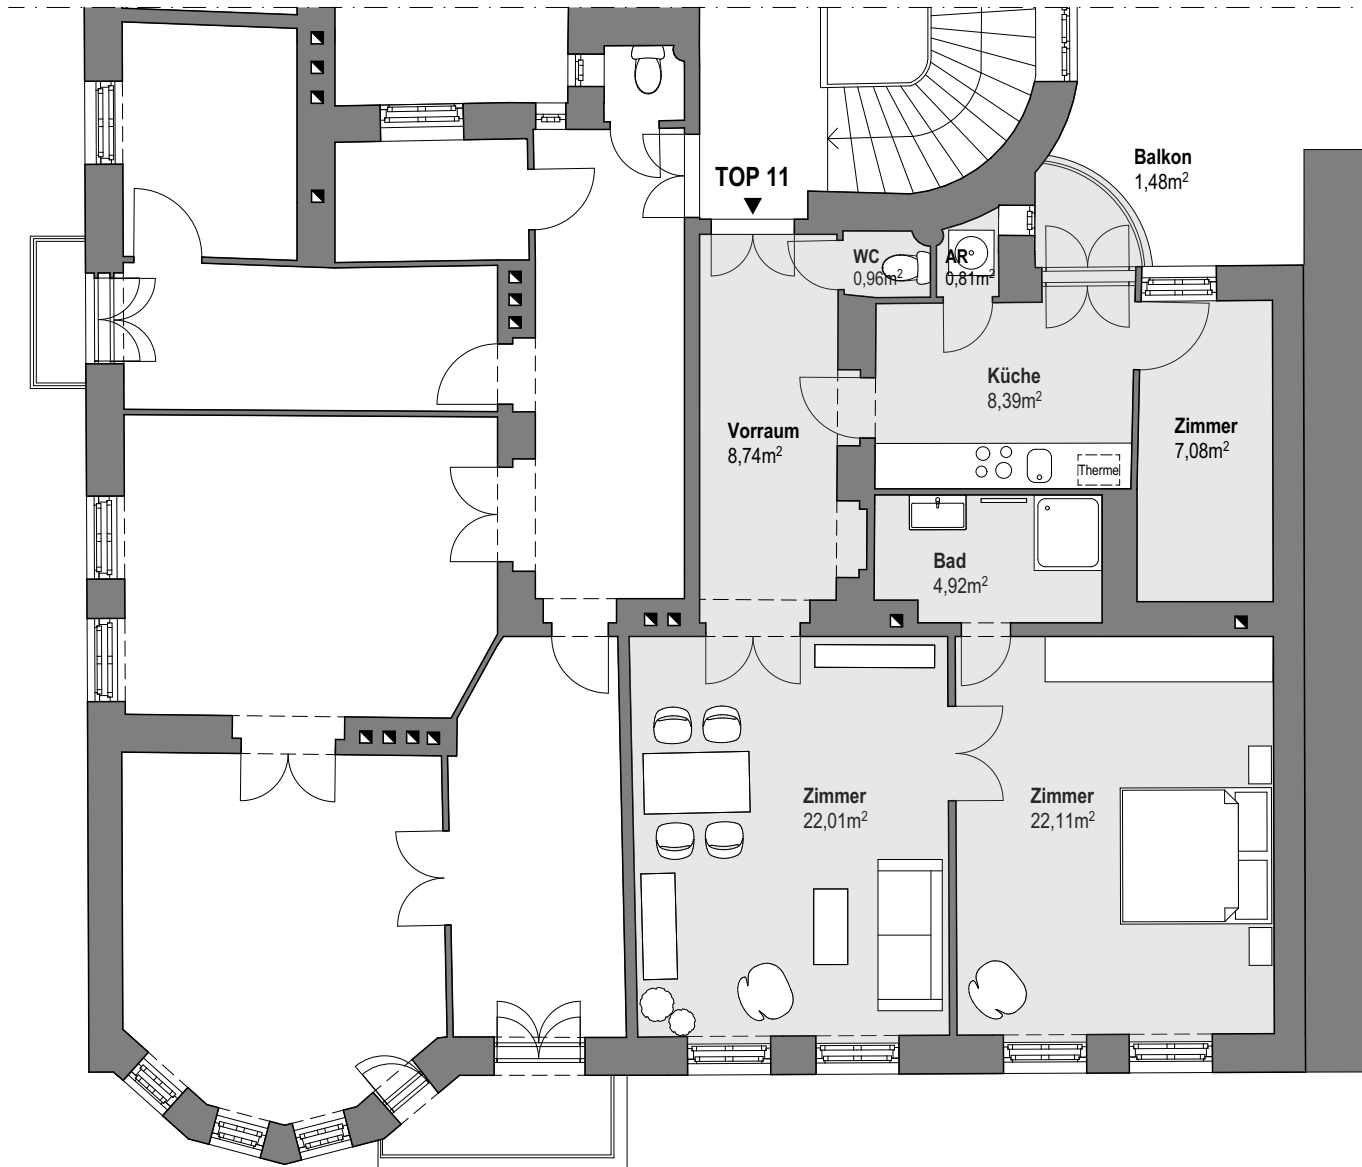 Balkon
1,48m²
TOP 11
WC
0,96m²
AR
0,81m²
Küche
8,39m²
Vorraum
8,74m²
Zimmer
7,08m²
Therme
Bad
4,92m²
Zimmer
22,01m²
Zimmer
22,11m²